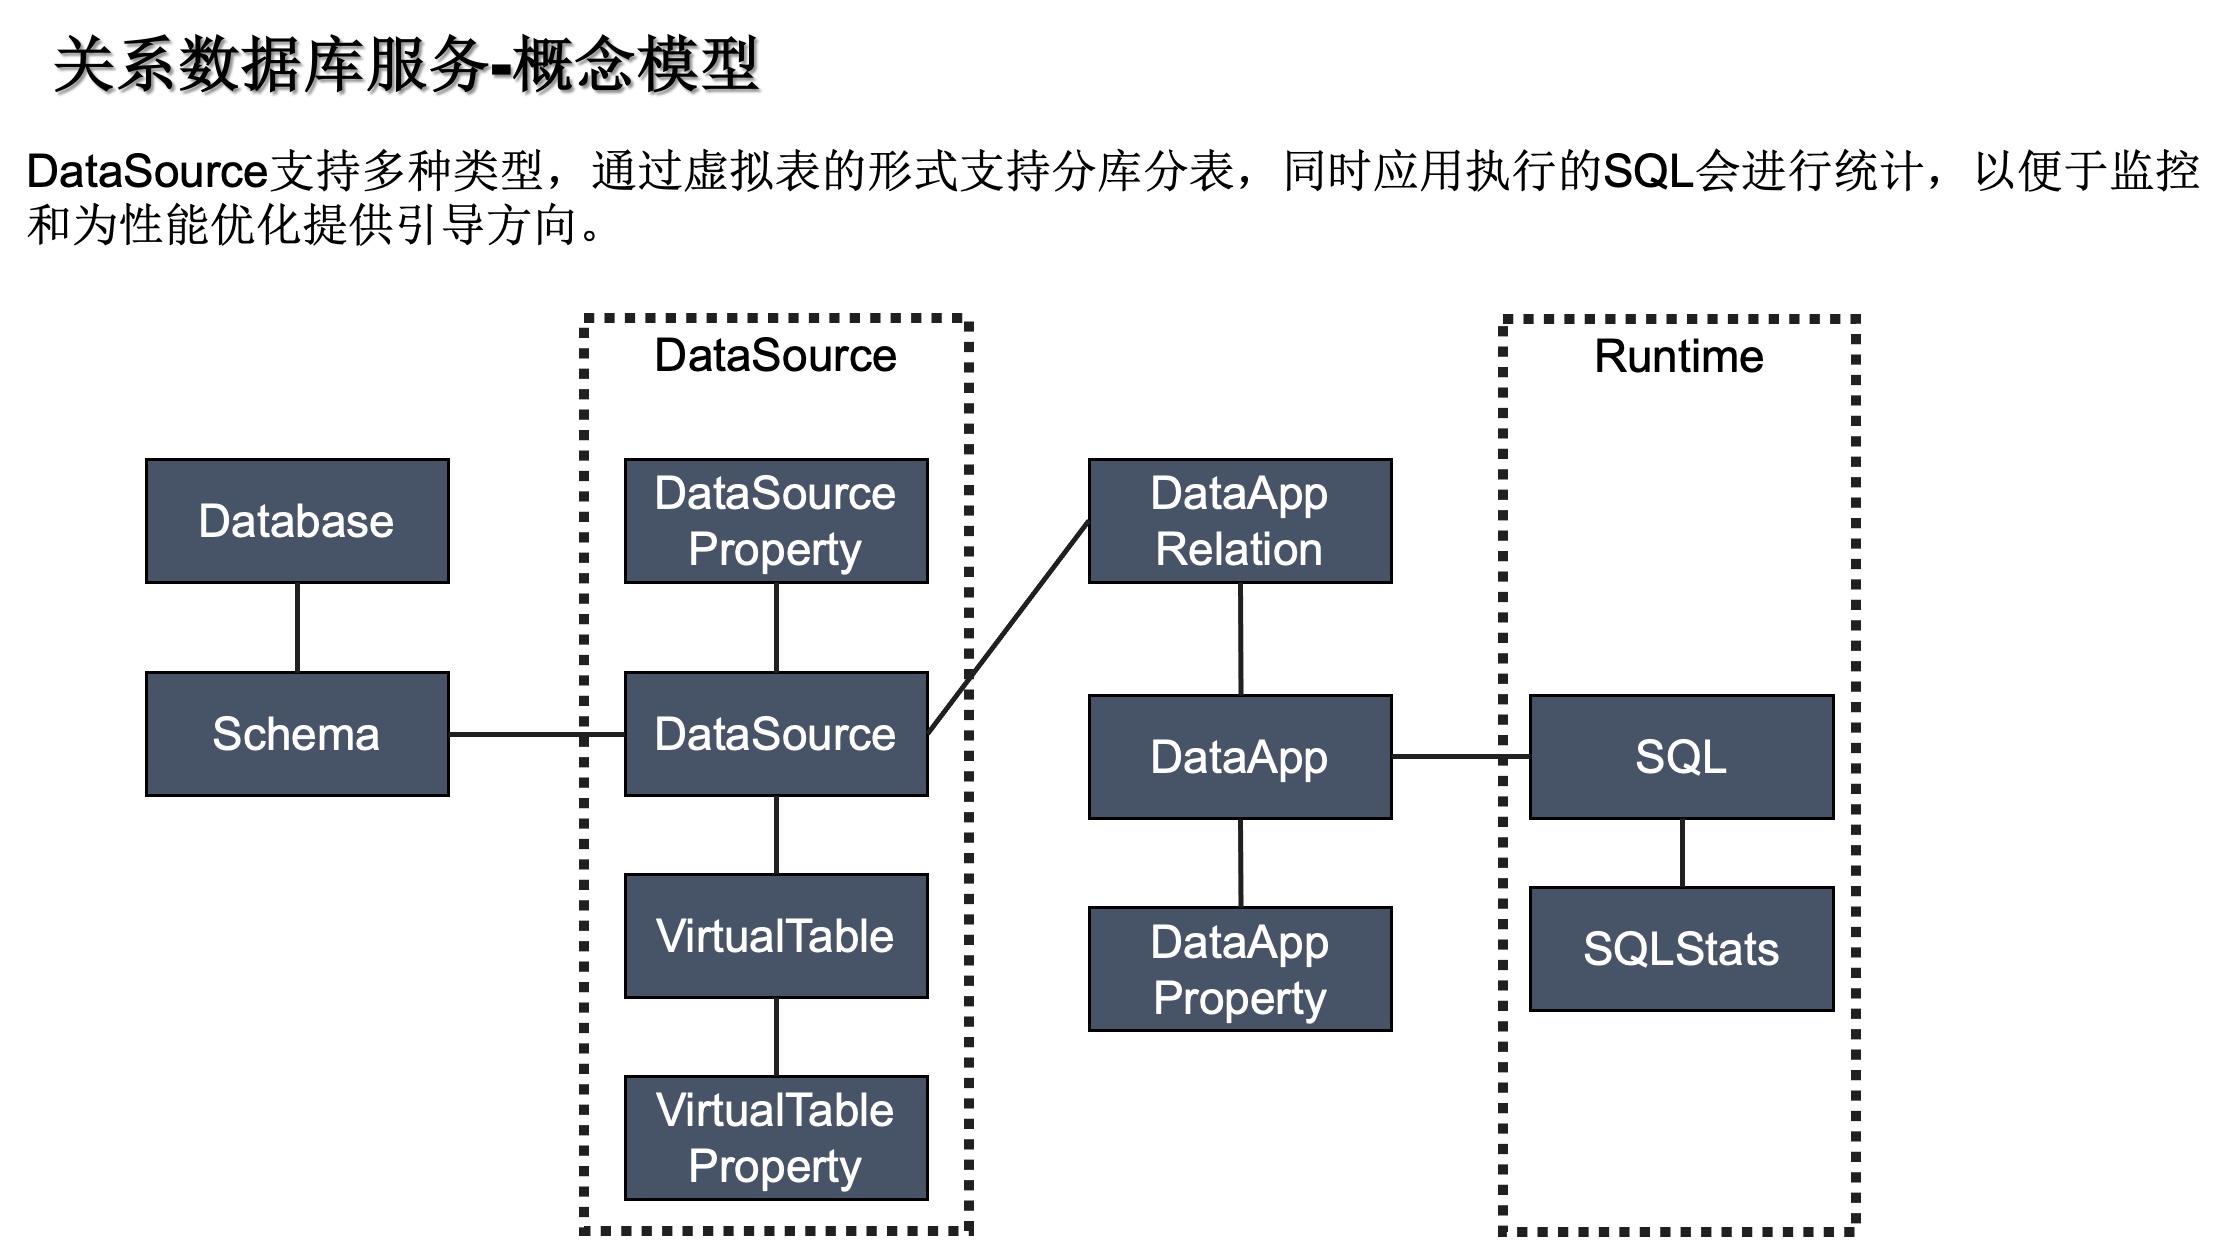 关系数据库服务-概念模型
DataSource支持多种类型，通过虚拟表的形式支持分库分表，同时应用执行的SQL会进行统计，以便于监控
和为性能优化提供引导方向。
DataSource
Runtime
Database
DataSource
Property
DataApp
Relation
Schema
DataSource
DataApp
SQL
VirtualTable
DataApp
Property
SQLStats
VirtualTable
Property